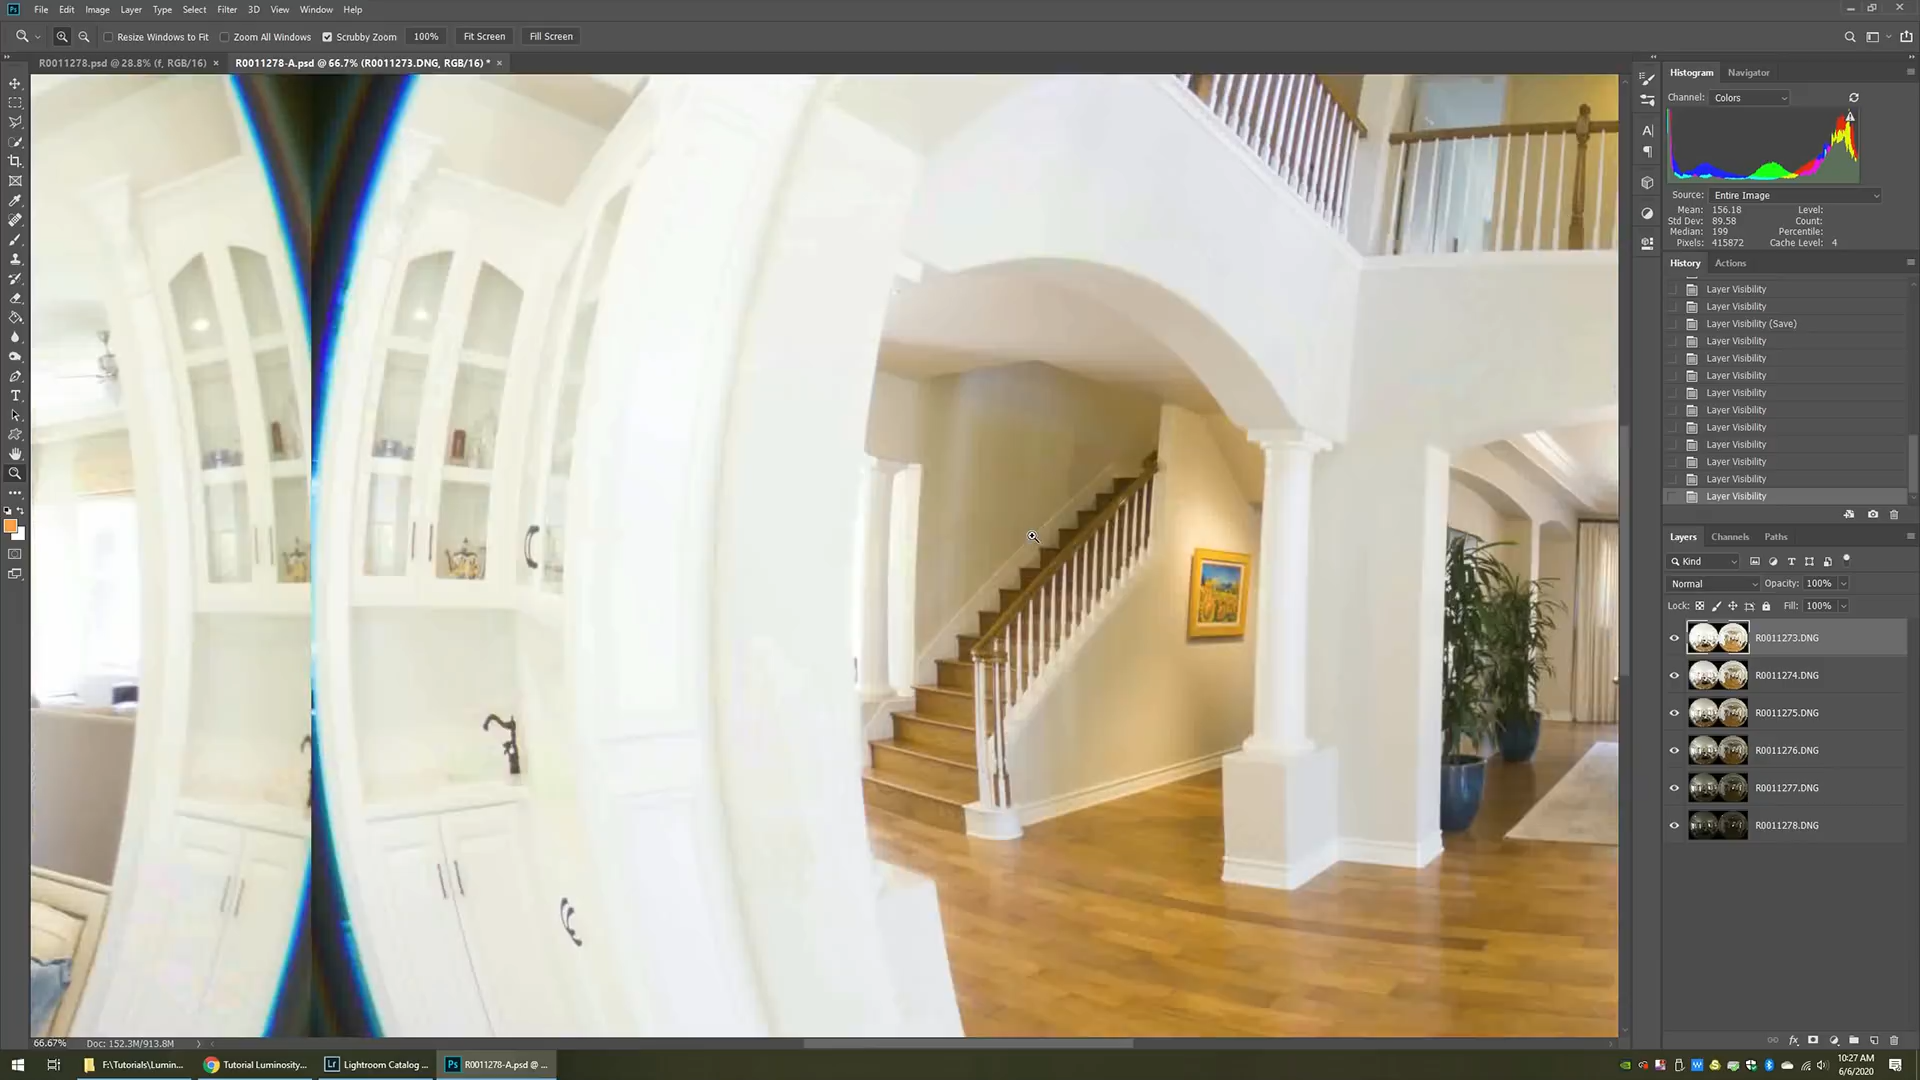 Ps File Edit Image Layer Type Select Filter 3D View Window Help
Resize Windows to Fit Zoom All Windows Scrubby Zoom 100% Fit Screen Fill Screen
R0011278.psd @ 28.8% (f, RGB/16) × R0011278-A.psd @ 66.7% (R0011273.DNG, RGB/16) * ×
Histogram Navigator
Channel: Colors
Source: Entire Image
Mean: 156.18 Level:
Std Dev: 89.58 Count:
Median: 199 Percentile:
Pixels: 415872 Cache Level: 4
History Actions
Layer Visibility
Layer Visibility
Layer Visibility (Save)
Layer Visibility
Layer Visibility
Layer Visibility
Layer Visibility
Layer Visibility
Layer Visibility
Layer Visibility
Layer Visibility
Layer Visibility
Layer Visibility
Layers Channels Paths
Kind
Normal Opacity: 100%
Lock: Fill: 100%
R0011273.DNG
R0011274.DNG
R0011275.DNG
R0011276.DNG
R0011277.DNG
R0011278.DNG
66.67% Doc: 152.3M/913.8M
F:\Tutorials\Lumin... Tutorial Luminosity... Lr Lightroom Catalog ... Ps R0011278-A.psd @ ...
10:27 AM
6/6/2020